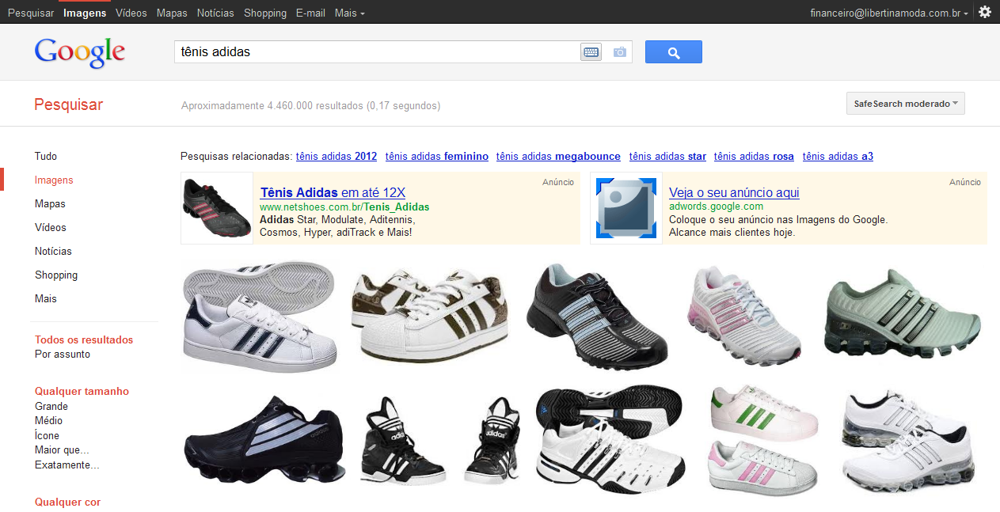 Pesquisar Imagens Vídeos Mapas Notícias Shopping E-mail Mais financeiro@libertinamoda.com.br
Google tênis adidas
Pesquisar Aproximadamente 4.460.000 resultados (0,17 segundos) SafeSearch moderado
Tudo
Imagens
Mapas
Vídeos
Notícias
Shopping
Mais
Todos os resultados
Por assunto
Qualquer tamanho
Grande
Médio
Ícone
Maior que...
Exatamente...
Qualquer cor
Pesquisas relacionadas: tênis adidas 2012 tênis adidas feminino tênis adidas megabounce tênis adidas star tênis adidas rosa tênis adidas a3
Anúncio
Tênis Adidas em até 12X
www.netshoes.com.br/Tenis_Adidas
Adidas Star, Modulate, Aditennis,
Cosmos, Hyper, adiTrack e Mais!
Anúncio
Veja o seu anúncio aqui
adwords.google.com
Coloque o seu anúncio nas Imagens do Google.
Alcance mais clientes hoje.
adidas
adidas